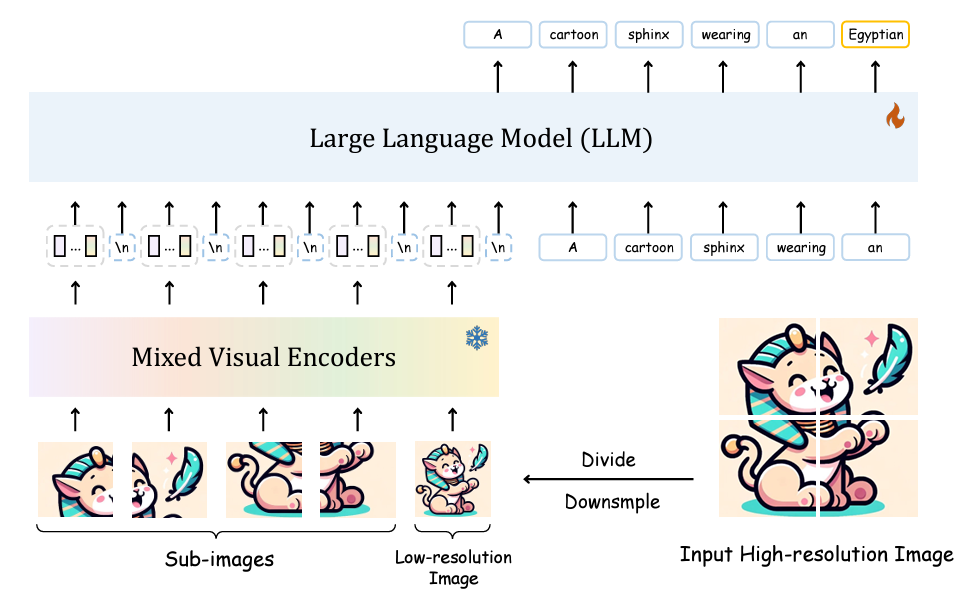 A cartoon sphinx wearing an Egyptian
Large Language Model (LLM)
... \n ... \n ... \n ... \n ... \n A cartoon sphinx wearing an
Mixed Visual Encoders
Divide
Downsmple
Sub-images
Low-resolution
Image
Input High-resolution Image